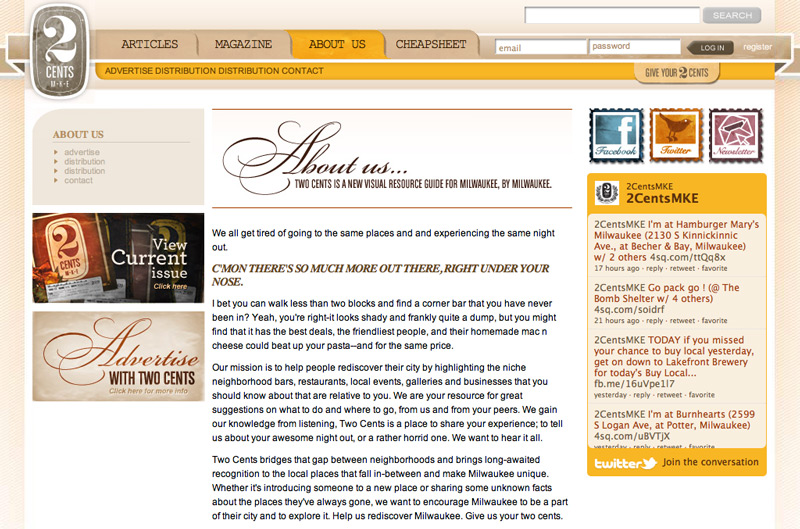 SEARCH
2
CENTS
M·K·E
ARTICLES
MAGAZINE
ABOUT US
CHEAPSHEET
email
password
LOG IN
register
ADVERTISE DISTRIBUTION DISTRIBUTION CONTACT
GIVE YOUR 2 CENTS
ABOUT US
advertise
distribution
distribution
contact
2
CENTS
View
Current
issue
Click here
Advertise
WITH TWO CENTS
Click here for more info
About us...
TWO CENTS IS A NEW VISUAL RESOURCE GUIDE FOR MILWAUKEE, BY MILWAUKEE.
We all get tired of going to the same places and and experiencing the same night
out.
C'MON THERE'S SO MUCH MORE OUT THERE, RIGHT UNDER YOUR
NOSE.
I bet you can walk less than two blocks and find a corner bar that you have never
been in? Yeah, you're right-it looks shady and frankly quite a dump, but you might
find that it has the best deals, the friendliest people, and their homemade mac n
cheese could beat up your pasta—and for the same price.
Our mission is to help people rediscover their city by highlighting the niche
neighborhood bars, restaurants, local events, galleries and businesses that you
should know about that are relative to you. We are your resource for great
suggestions on what to do and where to go, from us and from your peers. We gain
our knowledge from listening, Two Cents is a place to share your experience; to tell
us about your awesome night out, or a rather horrid one. We want to hear it all.
Two Cents bridges that gap between neighborhoods and brings long-awaited
recognition to the local places that fall in-between and make Milwaukee unique.
Whether it's introducing someone to a new place or sharing some unknown facts
about the places they've always gone, we want to encourage Milwaukee to be a part
of their city and to explore it. Help us rediscover Milwaukee. Give us your two cents.
Facebook
Twitter
Newsletter
2CentsMKE
2CentsMKE
2CentsMKE I'm at Hamburger Mary's
Milwaukee (2130 S Kinnickinnic
Ave., at Becher & Bay, Milwaukee)
w/ 2 others 4sq.com/ttQq8x
17 hours ago · reply · retweet · favorite
2CentsMKE Go pack go ! (@ The
Bomb Shelter w/ 4 others)
4sq.com/soidrf
21 hours ago · reply · retweet · favorite
2CentsMKE TODAY if you missed
your chance to buy local yesterday,
get on down to Lakefront Brewery
for today's Buy Local...
fb.me/16uVpe1l7
yesterday · reply · retweet · favorite
2CentsMKE I'm at Burnhearts (2599
S Logan Ave, at Potter, Milwaukee)
4sq.com/uBVTjX
yesterday · reply · retweet · favorite
twitter
Join the conversation